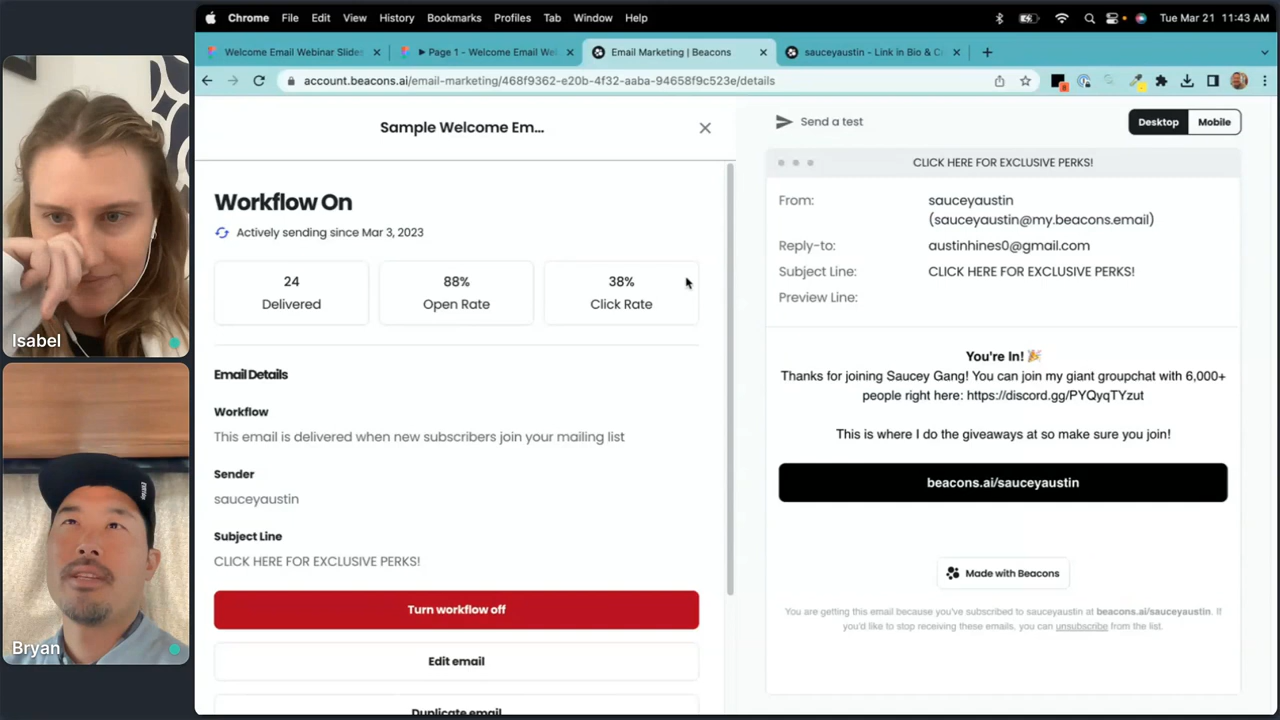 Chrome File Edit View History Bookmarks Profiles Tab Window Help Tue Mar 21 11:43 AM
Welcome Email Webinar Slides Page 1 - Welcome Email We Email Marketing | Beacons sauceyaustin - Link in Bio & C
account.beacons.ai/email-marketing/468f9362-e20b-4f32-aaba-94658f9c523e/details
Isabel
Bryan
Sample Welcome Em...
Workflow On
Actively sending since Mar 3, 2023
24 88% 38%
Delivered Open Rate Click Rate
Email Details
Workflow
This email is delivered when new subscribers join your mailing list
Sender
sauceyaustin
Subject Line
CLICK HERE FOR EXCLUSIVE PERKS!
Turn workflow off
Edit email
Duplicate email
Send a test
Desktop Mobile
CLICK HERE FOR EXCLUSIVE PERKS!
From: sauceyaustin
(sauceyaustin@my.beacons.email)
Reply-to: austinhines0@gmail.com
Subject Line: CLICK HERE FOR EXCLUSIVE PERKS!
Preview Line:
You're In! 🎉
Thanks for joining Saucey Gang! You can join my giant groupchat with 6,000+
people right here: https://discord.gg/PYQyqTYzut
This is where I do the giveaways at so make sure you join!
beacons.ai/sauceyaustin
Made with Beacons
You are getting this email because you've subscribed to sauceyaustin at beacons.ai/sauceyaustin. If
you'd like to stop receiving these emails, you can unsubscribe from the list.